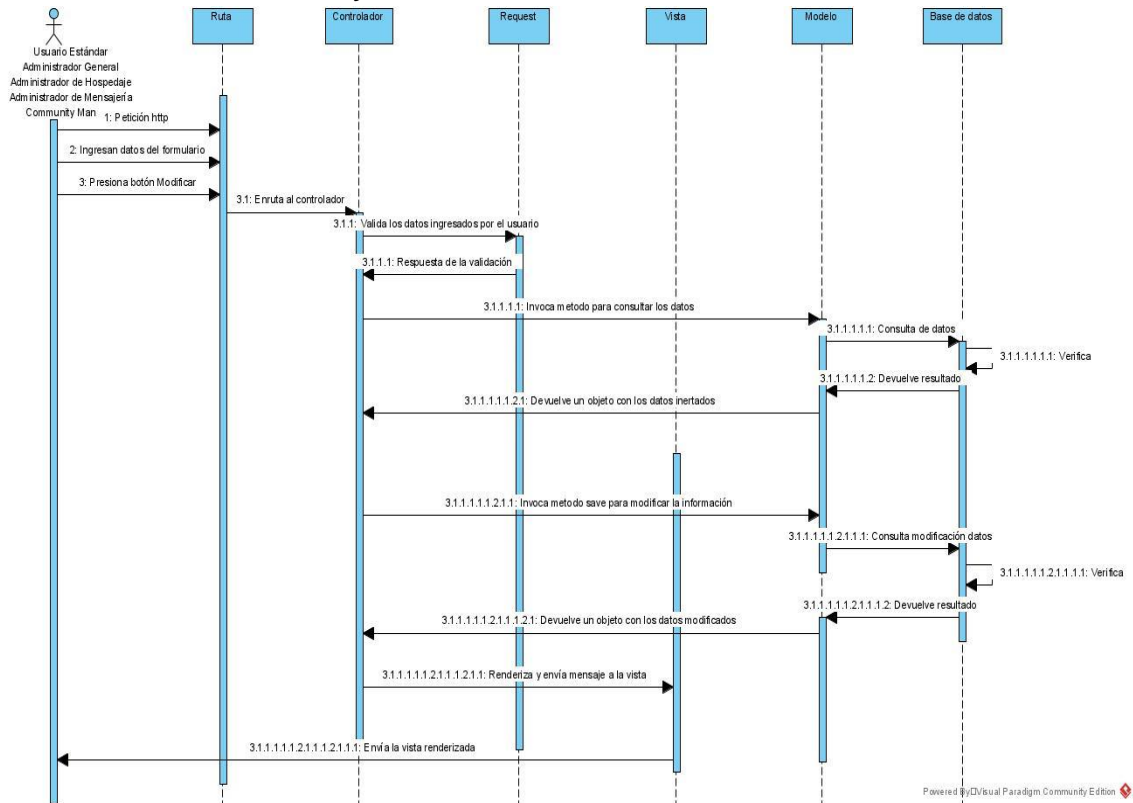 Ruta
Controlador
Request
Vista
Modelo
Base de datos
Usuario Estándar
Administrador General
Administrador de Hospedaje
Administrador de Mensajería
Community Man
1: Petición http
2: Ingresan datos del formulario
3: Presiona botón Modificar
3.1: Enruta al controlador
3.1.1: Valida los datos ingresados por el usuario
3.1.1.1: Respuesta de la validación
3.1.1.1.1: Invoca metodo para consultar los datos
3.1.1.1.1.1: Consulta de datos
3.1.1.1.1.1.1: Verifica
3.1.1.1.1.1.2: Devuelve resultado
3.1.1.1.1.1.2.1: Devuelve un objeto con los datos inertados
3.1.1.1.1.1.2.1.1: Invoca metodo save para modificar la información
3.1.1.1.1.1.2.1.1.1: Consulta modificación datos
3.1.1.1.1.1.2.1.1.1.1: Verifica
3.1.1.1.1.1.2.1.1.1.2: Devuelve resultado
3.1.1.1.1.1.2.1.1.1.2.1: Devuelve un objeto con los datos modificados
3.1.1.1.1.1.2.1.1.1.2.1.1: Renderiza y envía mensaje a la vista
3.1.1.1.1.1.2.1.1.1.2.1.1.1: Envía la vista renderizada
Powered By Visual Paradigm Community Edition